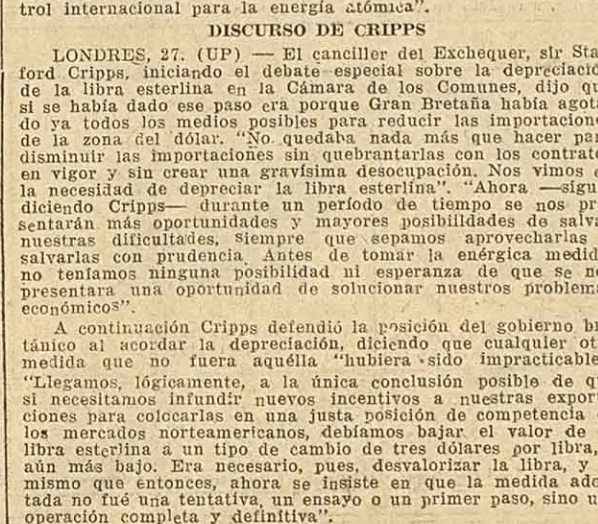 trol internacional para la energía atómica".
DISCURSO DE CRIPPS
LONDRES, 27. (UP) — El canciller del Exchequer, sir Sta
ford Cripps, iniciando el debate especial sobre la depreciació
de la libra esterlina en la Cámara de los Comunes, dijo qu
si se había dado ese paso era porque Gran Bretaña había agota
do ya todos los medios posibles para reducir las importacione
de la zona del dólar. "No quedaba nada más que hacer par
disminuir las importaciones sin quebrantarlas con los contrato
en vigor y sin crear una gravísima desocupación. Nos vimos e
la necesidad de depreciar la libra esterlina". "Ahora —sigu
diciendo Cripps— durante un período de tiempo se nos pr
sentarán más oportunidades y mayores posibiildades de salva
nuestras dificultades, siempre que sepamos aprovecharlas
salvarlas con prudencia. Antes de tomar la enérgica medid
no teníamos ninguna posibilidad ni esperanza de que se no
presentara una oportunidad de solucionar nuestros problema
económicos".
A continuación Cripps defendió la posición del gobierno br
tánico al acordar la depreciación, diciendo que cualquier otr
medida que no fuera aquélla "hubiera sido impracticable
"Llegamos, lógicamente, a la única conclusión posible de qu
si necesitamos infundir nuevos incentivos a nuestras export
ciones para colocarlas en una justa posición de competencia e
los mercados norteamericanos, debíamos bajar el valor de
libra esterlina a un tipo de cambio de tres dólares por libra,
aún más bajo. Era necesario, pues, desvalorizar la libra, y
mismo que entonces, ahora se insiste en que la medida ado
tada no fué una tentativa, un ensayo o un primer paso, sino u
operación completa y definitiva".